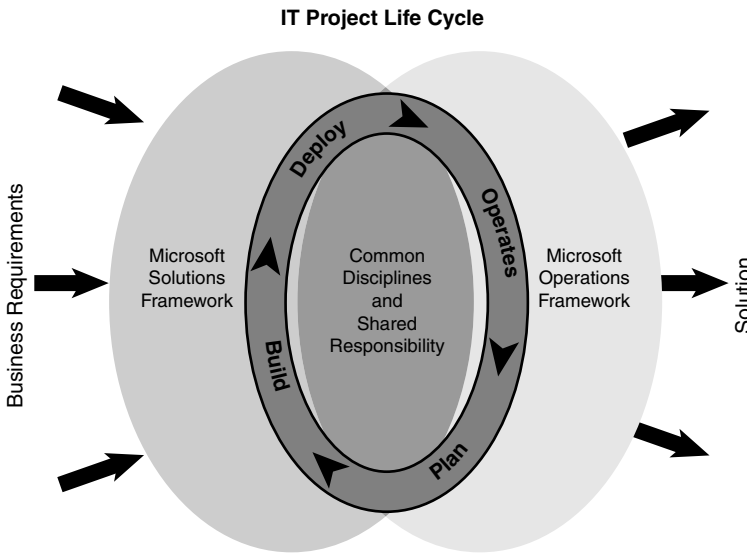 IT Project Life Cycle
Business Requirements
Microsoft
Solutions
Framework
Deploy
Operates
Plan
Build
Common
Disciplines
and
Shared
Responsibility
Microsoft
Operations
Framework
Solution